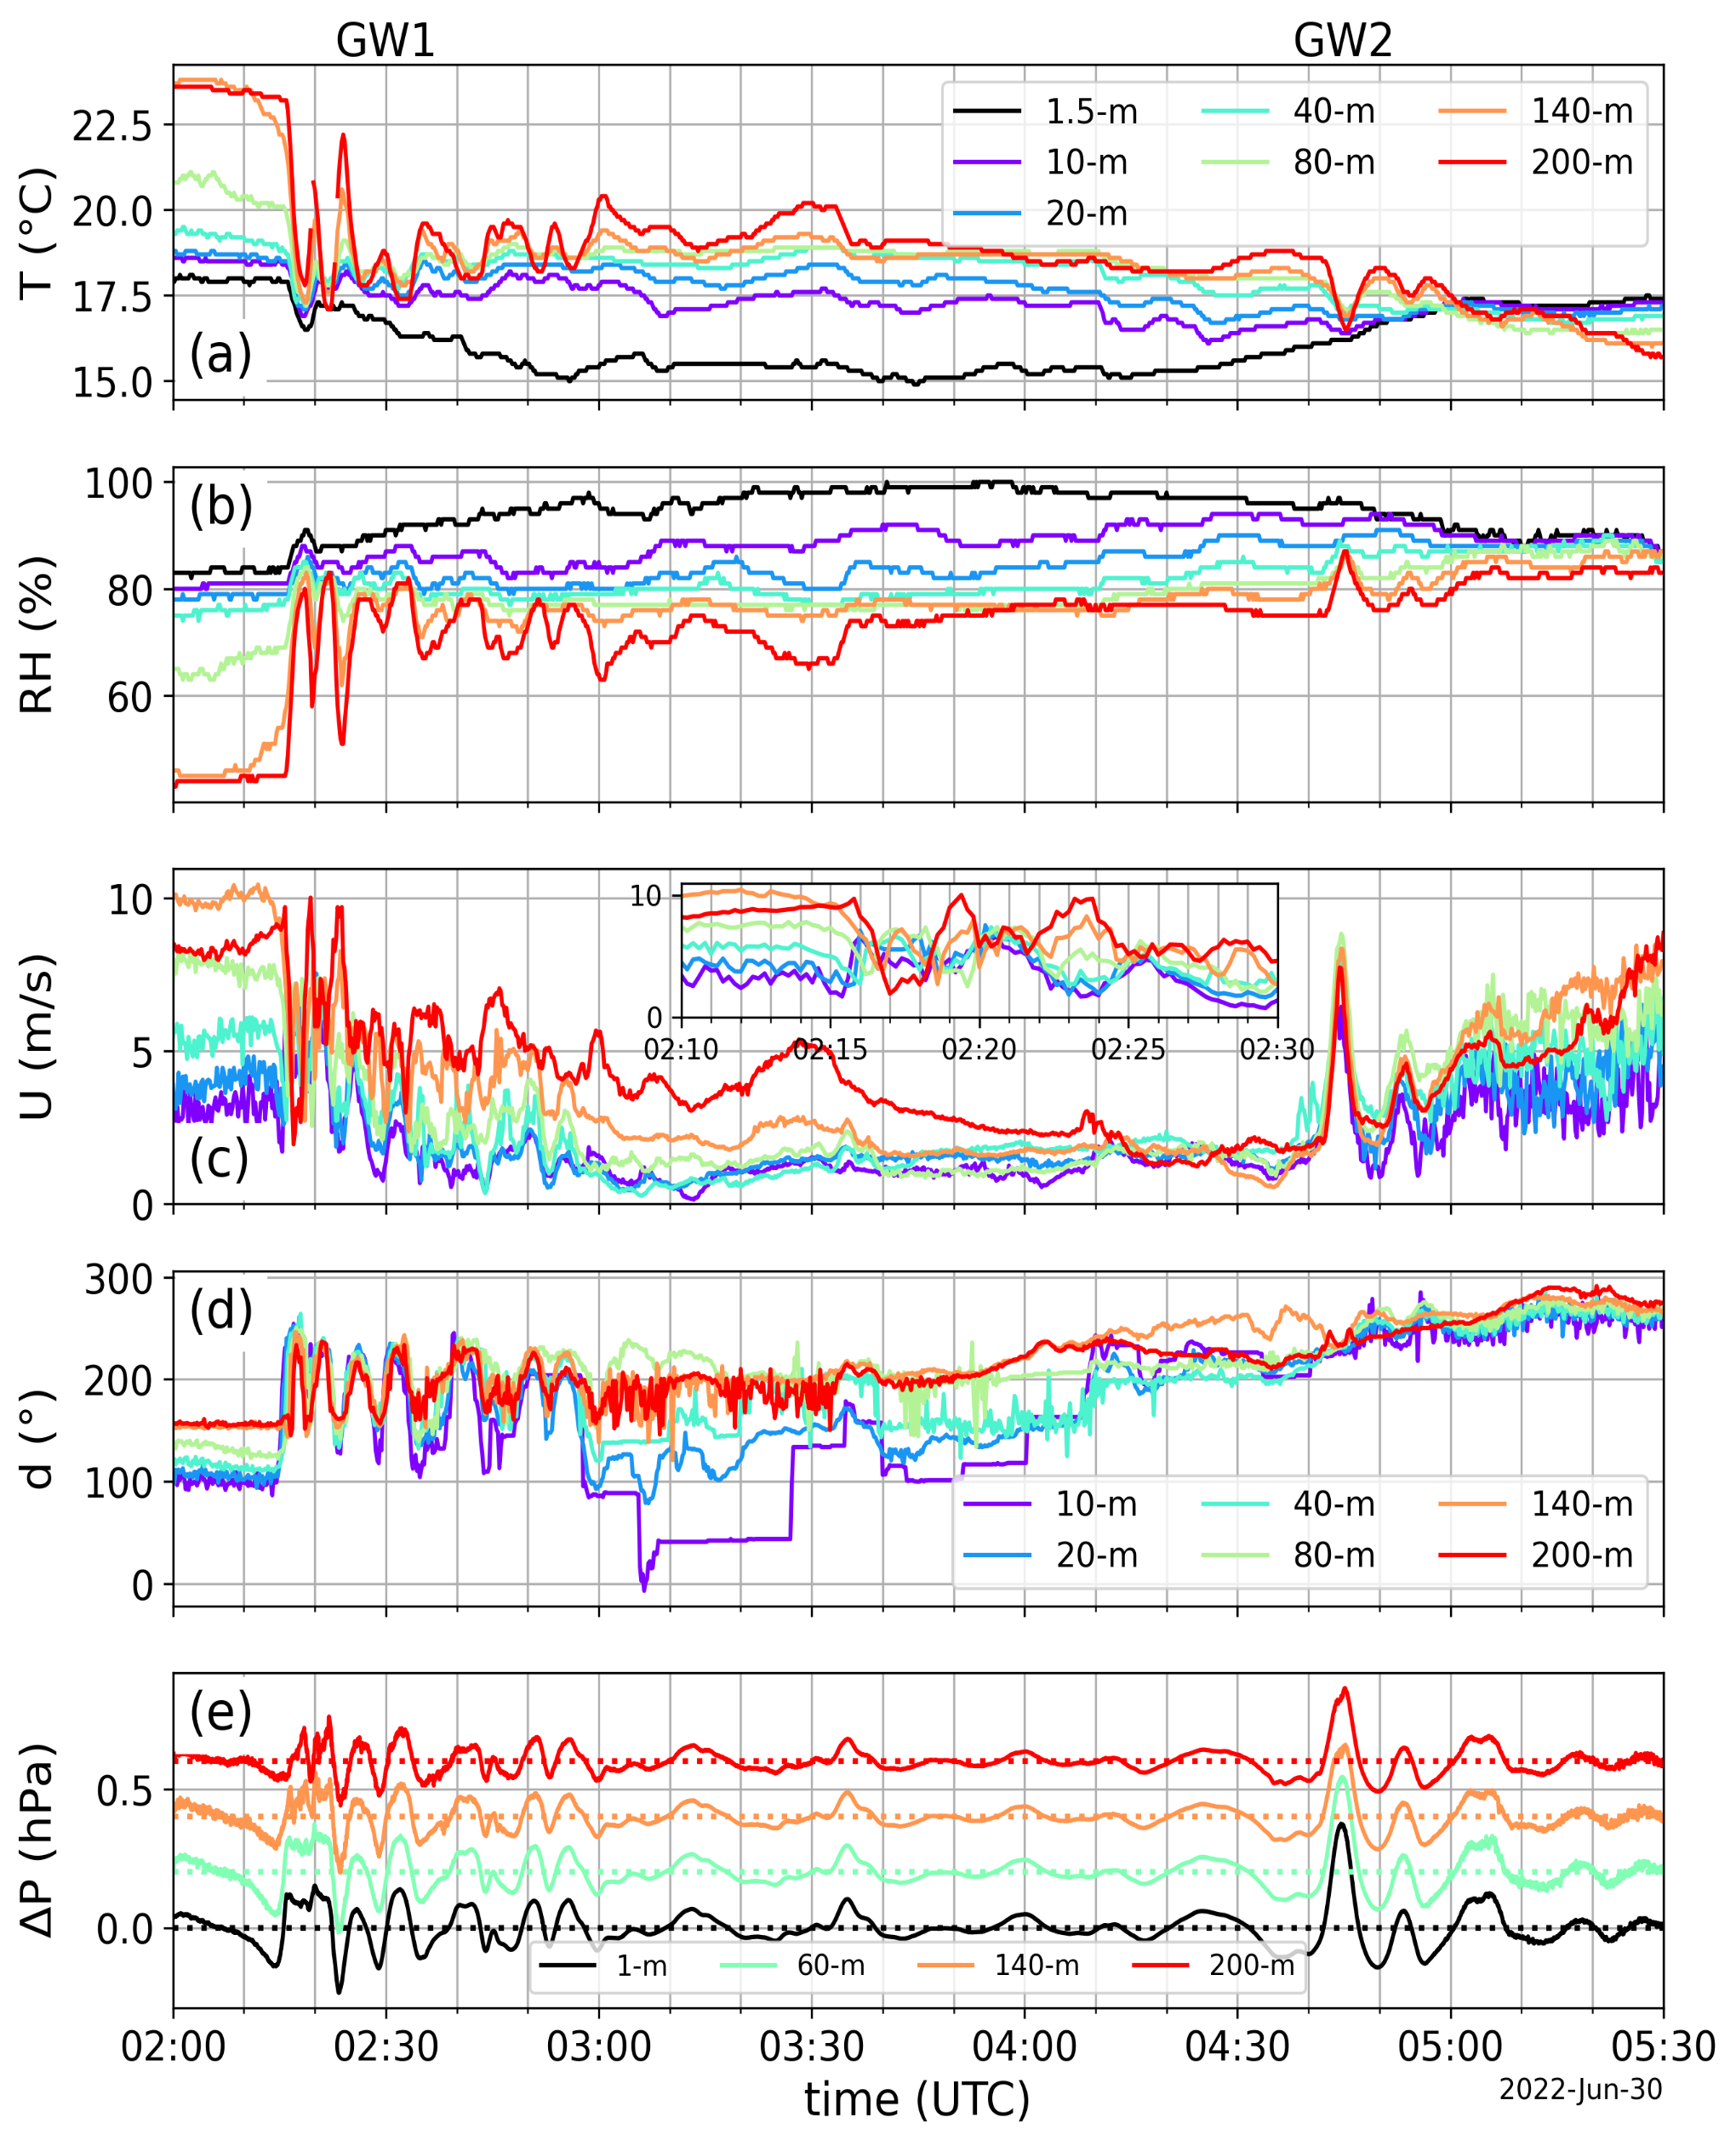 GW1 GW2
T (°C)
22.5
20.0
17.5
15.0
(a)
1.5-m 40-m 140-m
10-m 80-m 200-m
20-m
RH (%)
100
80
60
(b)
U (m/s)
10
5
0
(c)
10
0
02:10 02:15 02:20 02:25 02:30
d (°)
300
200
100
0
(d)
10-m 40-m 140-m
20-m 80-m 200-m
ΔP (hPa)
0.5
0.0
(e)
1-m 60-m 140-m 200-m
02:00 02:30 03:00 03:30 04:00 04:30 05:00 05:30
time (UTC)
2022-Jun-30